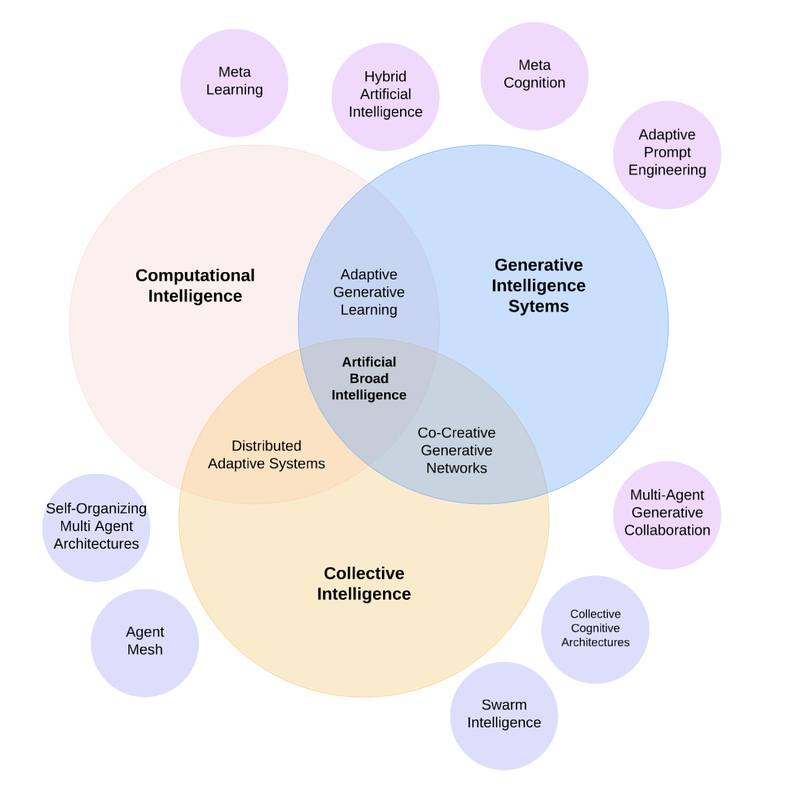 Meta
Learning
Hybrid
Artificial
Intelligence
Meta
Cognition
Adaptive
Prompt
Engineering
Computational
Intelligence
Adaptive
Generative
Learning
Generative
Intelligence
Sytems
Artificial
Broad
Intelligence
Distributed
Adaptive Systems
Co-Creative
Generative
Networks
Self-Organizing
Multi Agent
Architectures
Multi-Agent
Generative
Collaboration
Collective
Intelligence
Agent
Mesh
Collective
Cognitive
Architectures
Swarm
Intelligence